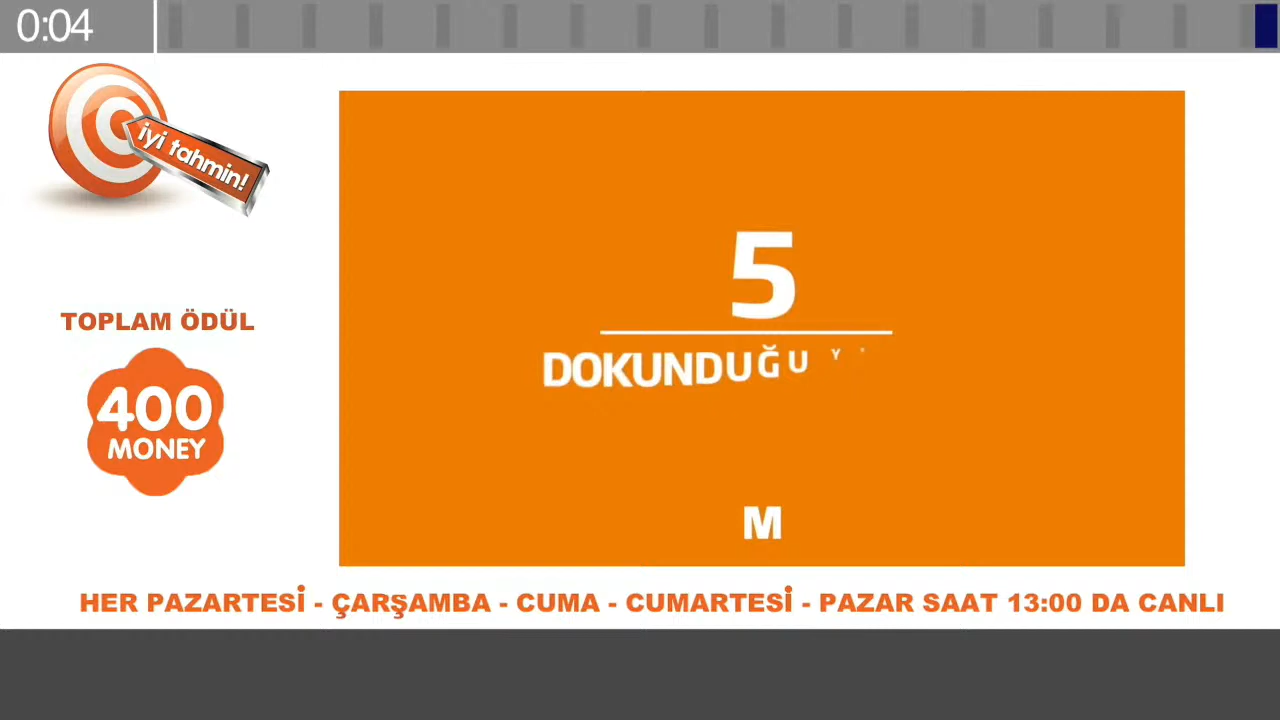 0:04
iyi tahmin!
TOPLAM ÖDÜL
400
MONEY
5
DOKUNDUĞU Y
M
HER PAZARTESİ - ÇARŞAMBA - CUMA - CUMARTESİ - PAZAR SAAT 13:00 DA CANLI